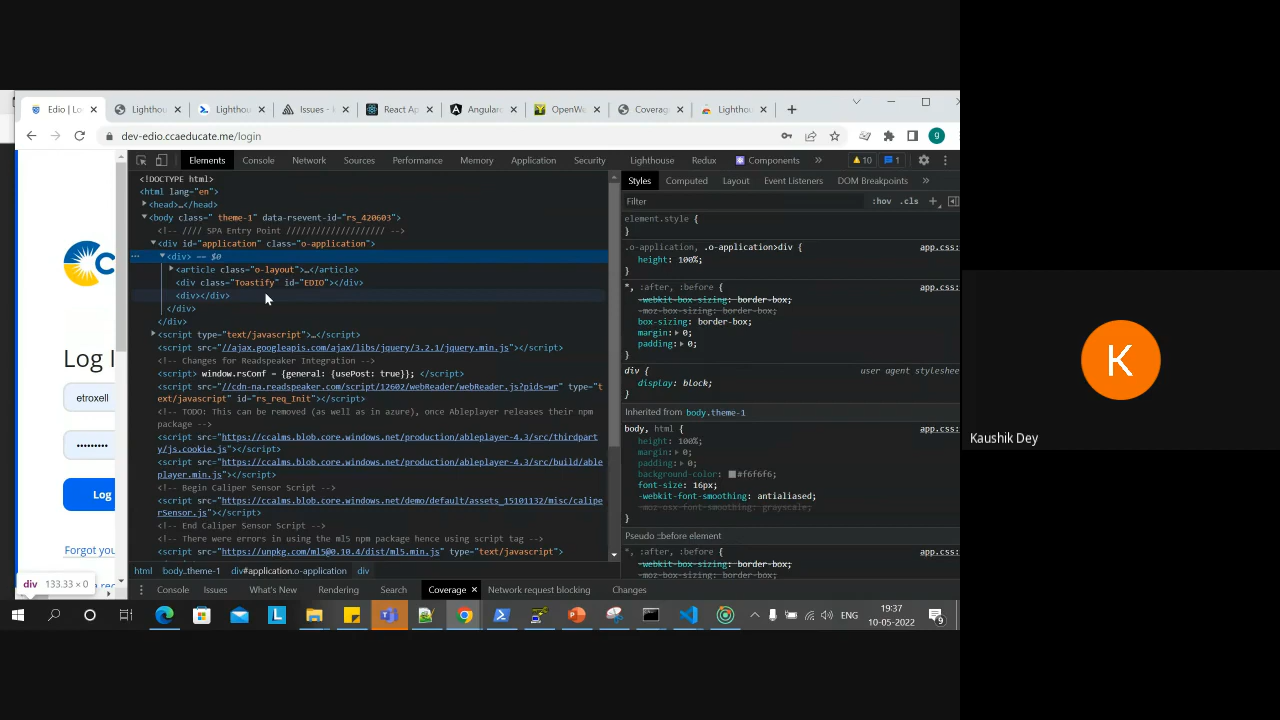 Edio | Lo
Lighthou
Lighthou
Issues -
React Ap
Angular
OpenWe
Coverag
Lighthou
dev-edio.ccaeducate.me/login
g
Elements
Console
Network
Sources
Performance
Memory
Application
Security
Lighthouse
Redux
Components
10
1
<!DOCTYPE html>
<html lang="en">
<head>…</head>
<body class=" theme-1" data-rsevent-id="rs_420603">
<!-- //// SPA Entry Point //////////////////// -->
<div id="application" class="o-application">
… <div> == $0
<article class="o-layout">…</article>
<div class="Toastify" id="EDIO"></div>
<div></div>
</div>
</div>
<script type="text/javascript">…</script>
<script src="//ajax.googleapis.com/ajax/libs/jquery/3.2.1/jquery.min.js"></script>
<!-- Changes for Readspeaker Integration -->
<script> window.rsConf = {general: {usePost: true}}; </script>
<script src="//cdn-na.readspeaker.com/script/12602/webReader/webReader.js?pids=wr" type="t
ext/javascript" id="rs_req_Init"></script>
<!-- TODO: This can be removed (as well as in azure), once Ableplayer releases their npm
package -->
<script src="https://ccalms.blob.core.windows.net/production/ableplayer-4.3/src/thirdpart
y/js.cookie.js"></script>
<script src="https://ccalms.blob.core.windows.net/production/ableplayer-4.3/src/build/able
player.min.js"></script>
<!-- Begin Caliper Sensor Script -->
<script src="https://ccalms.blob.core.windows.net/demo/default/assets_15101132/misc/calipe
rSensor.js"></script>
<!-- End Caliper Sensor Script -->
<!-- There were errors in using the ml5 npm package hence using script tag -->
<script src="https://unpkg.com/ml5@0.10.4/dist/ml5.min.js" type="text/javascript">
html
body._theme-1
div#application.o-application
div
Styles
Computed
Layout
Event Listeners
DOM Breakpoints
Filter
:hov
.cls
element.style {
}
.o-application, .o-application>div {
app.css:
height: 100%;
}
*, :after, :before {
app.css:
-webkit-box-sizing: border-box;
-moz-box-sizing: border-box;
box-sizing: border-box;
margin: 0;
padding: 0;
}
div {
user agent styleshee
display: block;
}
Inherited from body.theme-1
body, html {
app.css:
height: 100%;
margin: 0;
padding: 0;
background-color: #f6f6f6;
font-size: 16px;
-webkit-font-smoothing: antialiased;
-moz-osx-font-smoothing: grayscale;
}
Pseudo ::before element
*, :after, :before {
app.css:
-webkit-box-sizing: border-box;
-moz-box-sizing: border-box;
C
Log I
etroxell
Log
Forgot you
div 133.33 × 0
Console
Issues
What's New
Rendering
Search
Coverage
Network request blocking
Changes
ENG
19:37
10-05-2022
9
K
Kaushik Dey